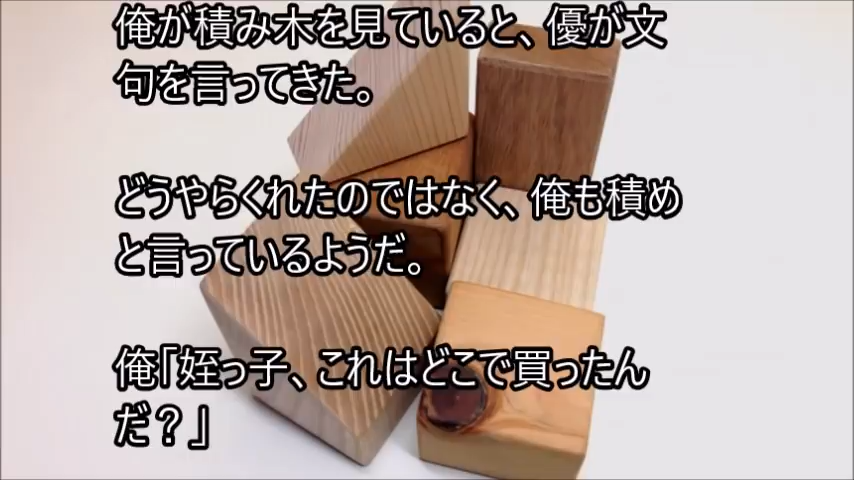 俺が積み木を見ていると、優が文
句を言ってきた。
どうやらくれたのではなく、俺も積め
と言っているようだ。
俺「姪っ子、これはどこで買ったん
だ？」